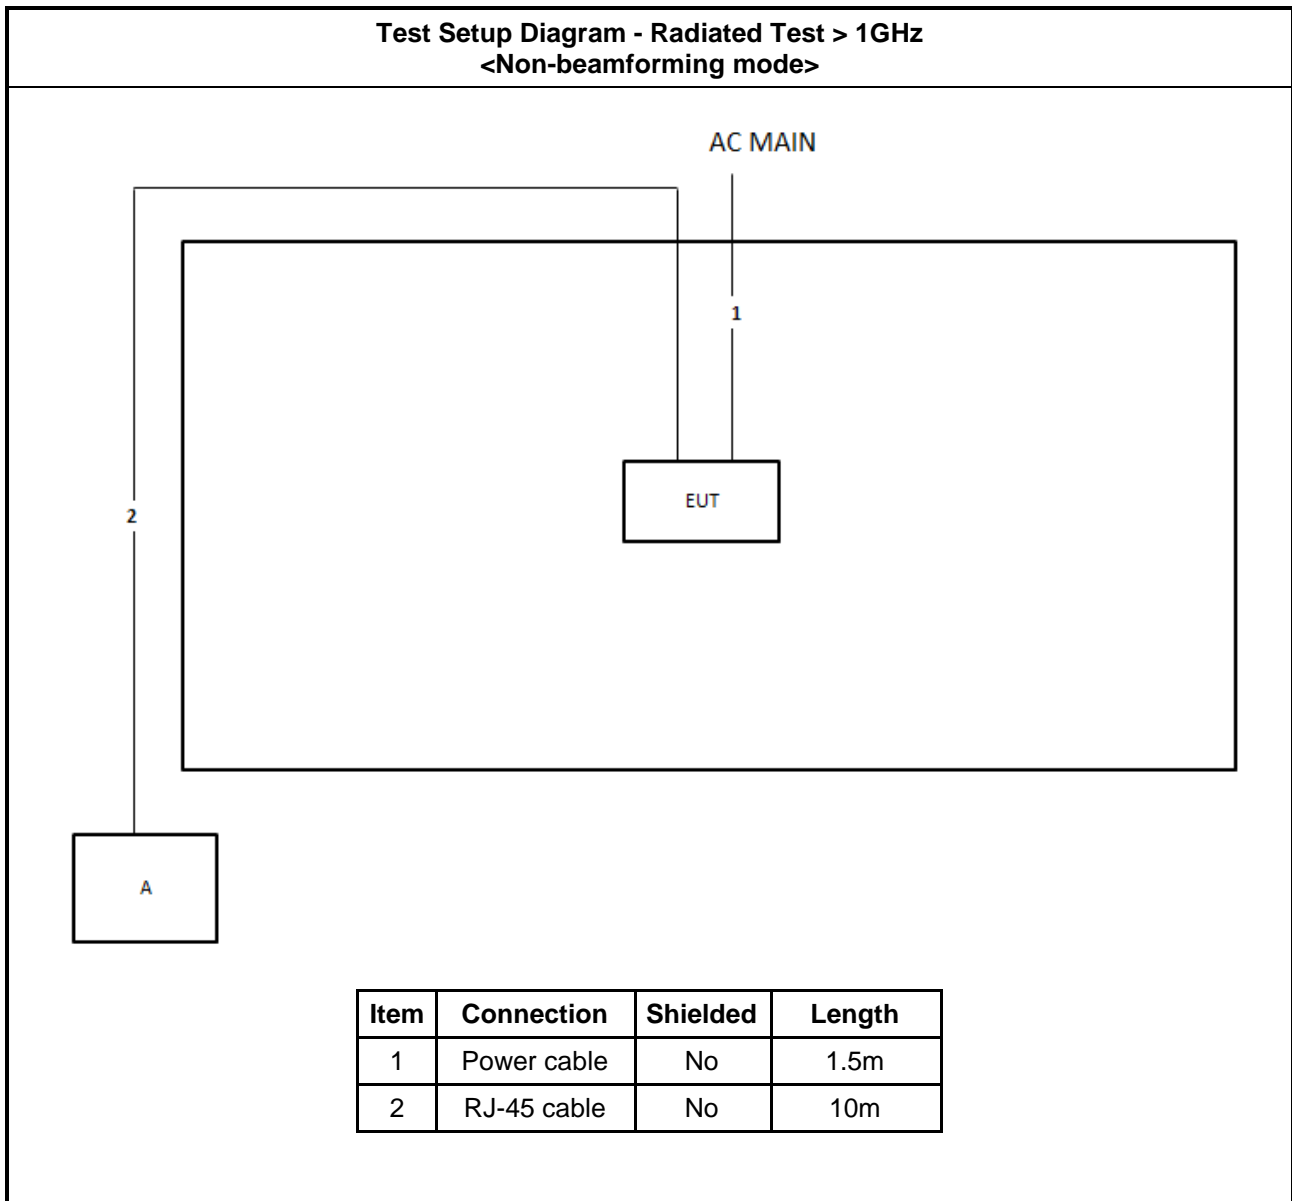 Test Setup Diagram - Radiated Test > 1GHz
<Non-beamforming mode>
AC MAIN
1
EUT
2
A
Item Connection Shielded Length
1 Power cable No 1.5m
2 RJ-45 cable No 10m